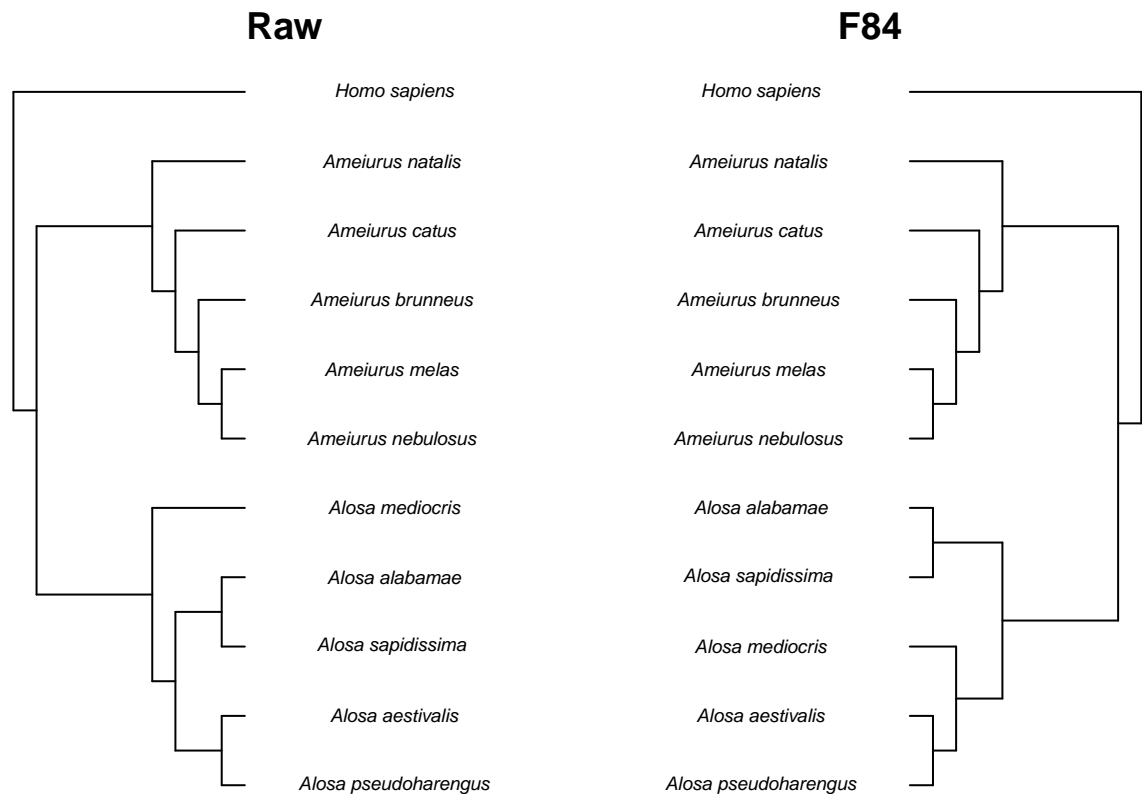 Raw
Homo sapiens
Ameiurus natalis
Ameiurus catus
Ameiurus brunneus
Ameiurus melas
Ameiurus nebulosus
Alosa mediocris
Alosa alabamae
Alosa sapidissima
Alosa aestivalis
Alosa pseudoharengus
F84
Homo sapiens
Ameiurus natalis
Ameiurus catus
Ameiurus brunneus
Ameiurus melas
Ameiurus nebulosus
Alosa alabamae
Alosa sapidissima
Alosa mediocris
Alosa aestivalis
Alosa pseudoharengus